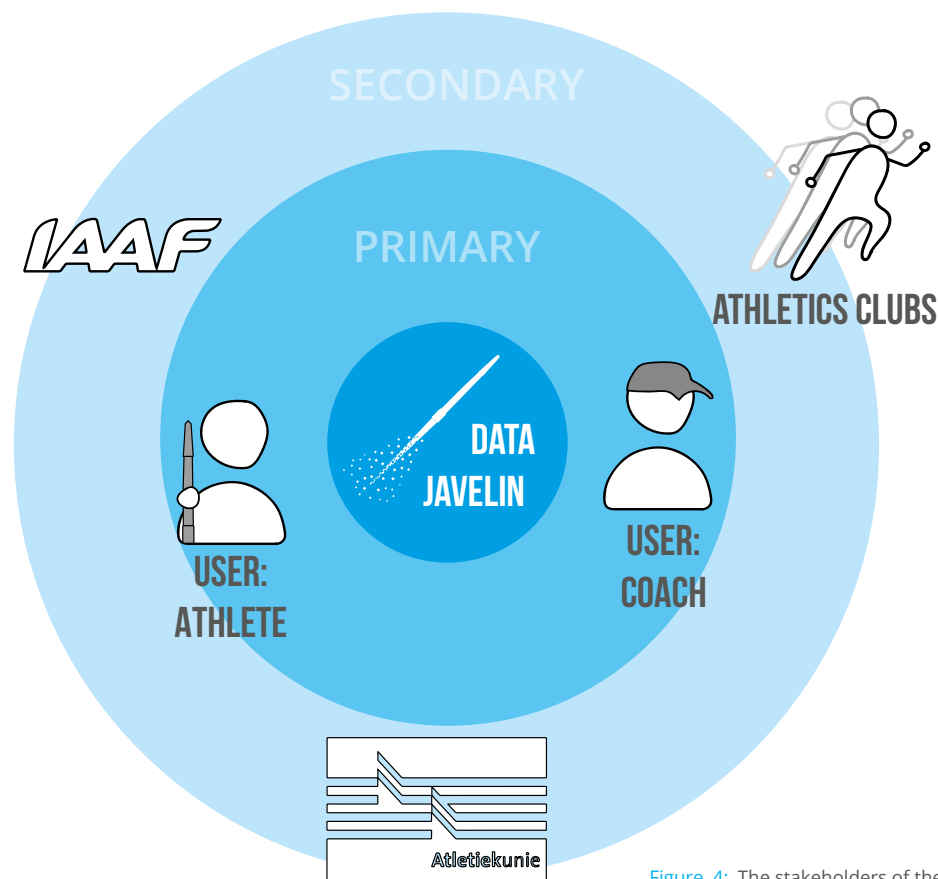 SECONDARY
PRIMARY
IAAF
ATHLETICS CLUBS
DATA
JAVELIN
USER:
ATHLETE
USER:
COACH
Atletiekunie
Figure 4: The stakeholders of the